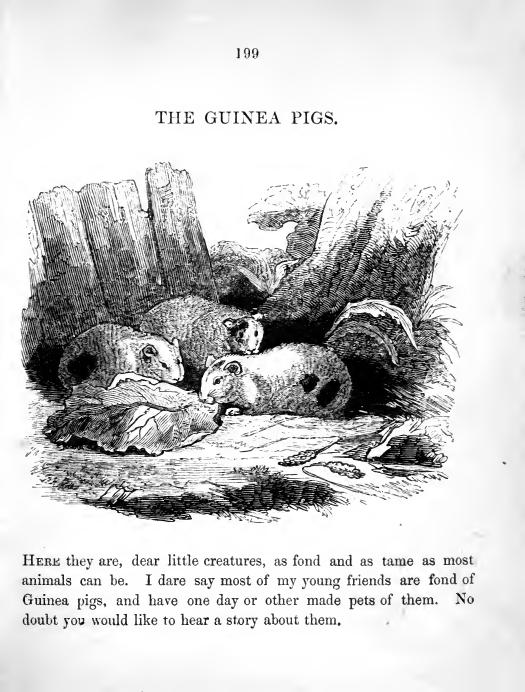 199
THE GUINEA PIGS.
HERE they are, dear little creatures, as fond and as tame as most
animals can be. I dare say most of my young friends are fond of
Guinea pigs, and have one day or other made pets of them. No
doubt you would like to hear a story about them.